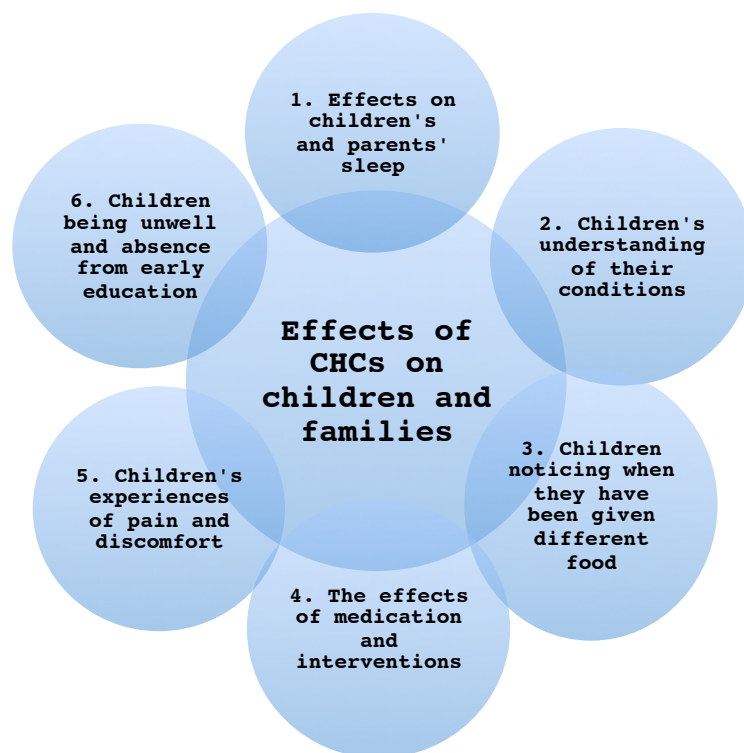 1. Effects on
children's
and parents'
sleep
2. Children's
understanding
of their
conditions
3. Children
noticing when
they have
been given
different
food
4. The effects
of medication
and
interventions
5. Children's
experiences
of pain and
discomfort
6. Children
being unwell
and absence
from early
education
Effects of
CHCs on
children and
families